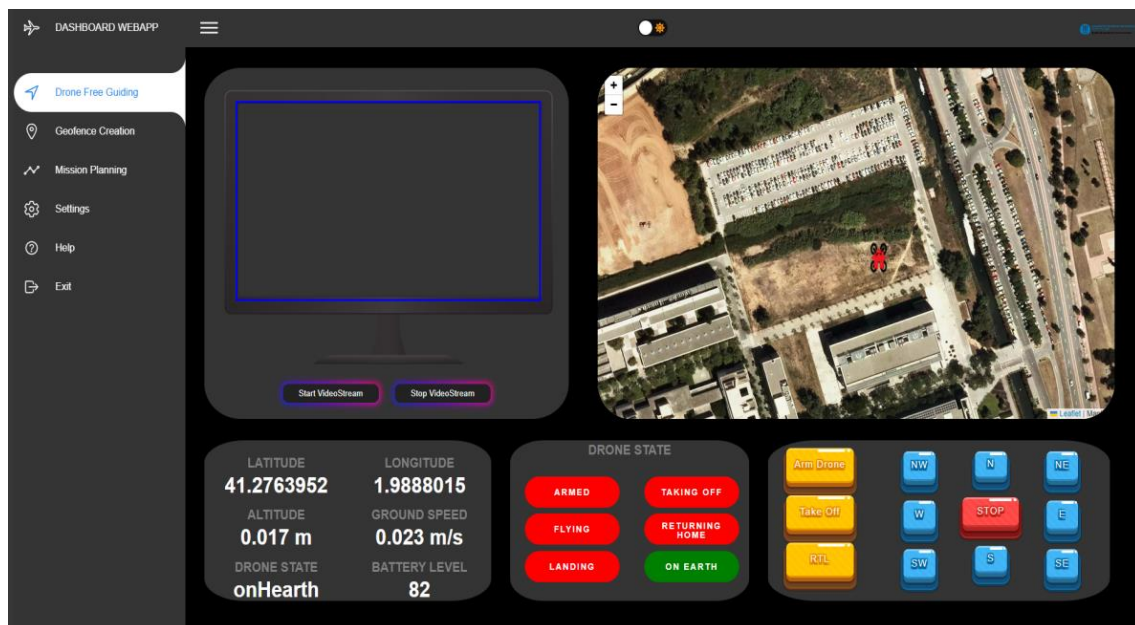 DASHBOARD WEBAPP
Drone Free Guiding
Geofence Creation
Mission Planning
Settings
Help
Exit
+
-
Leaflet |
Start VideoStream
Stop VideoStream
LATITUDE
LONGITUDE
41.2763952
1.9888015
ALTITUDE
GROUND SPEED
0.017 m
0.023 m/s
DRONE STATE
BATTERY LEVEL
onHearth
82
DRONE STATE
ARMED
TAKING OFF
FLYING
RETURNING
HOME
LANDING
ON EARTH
Arm Drone
NW
N
NE
Take Off
W
STOP
E
RTL
SW
S
SE